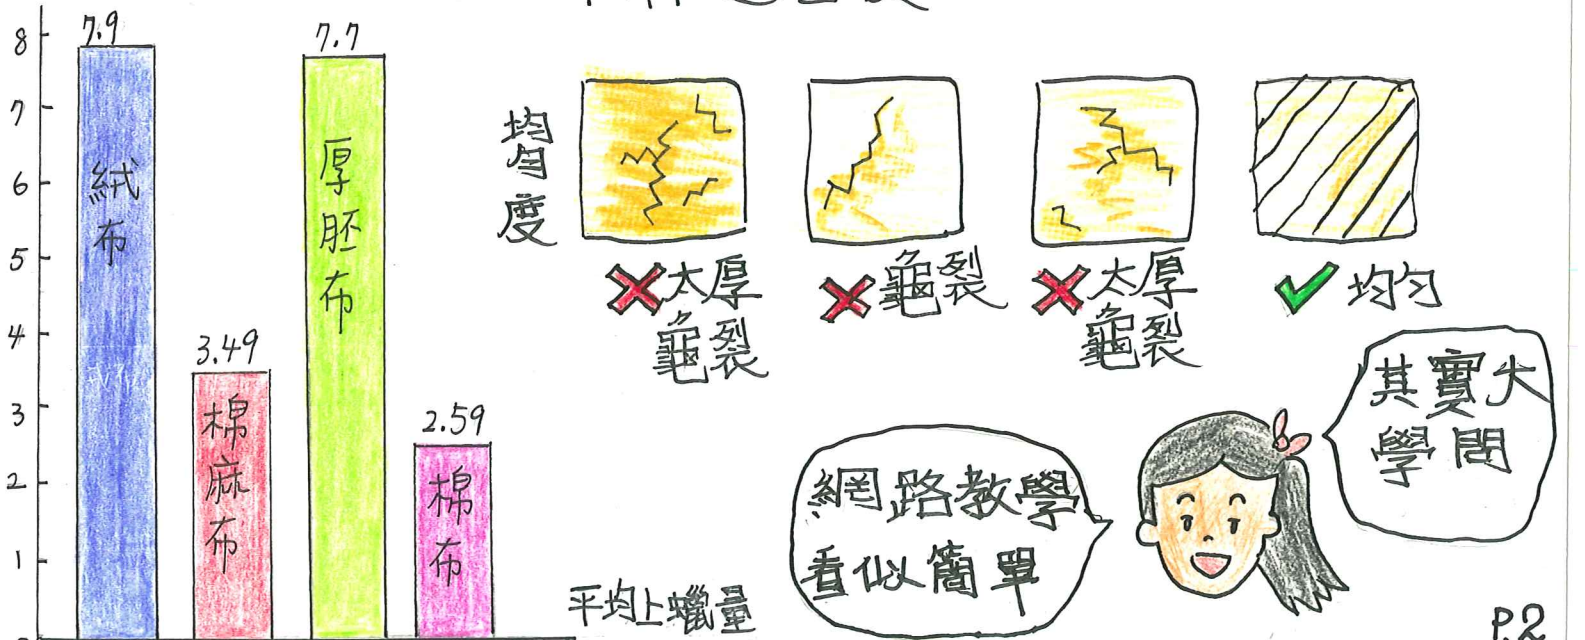 8
7
6
5
4
3
2
1
7.9
絨布
3.49
棉麻布
7.7
厚胚布
2.59
棉布
平均上蠟量
均勻度
太厚
龜裂
龜裂
太厚
龜裂
均勻
網路教學
看似簡單
其實大
學問
P.2